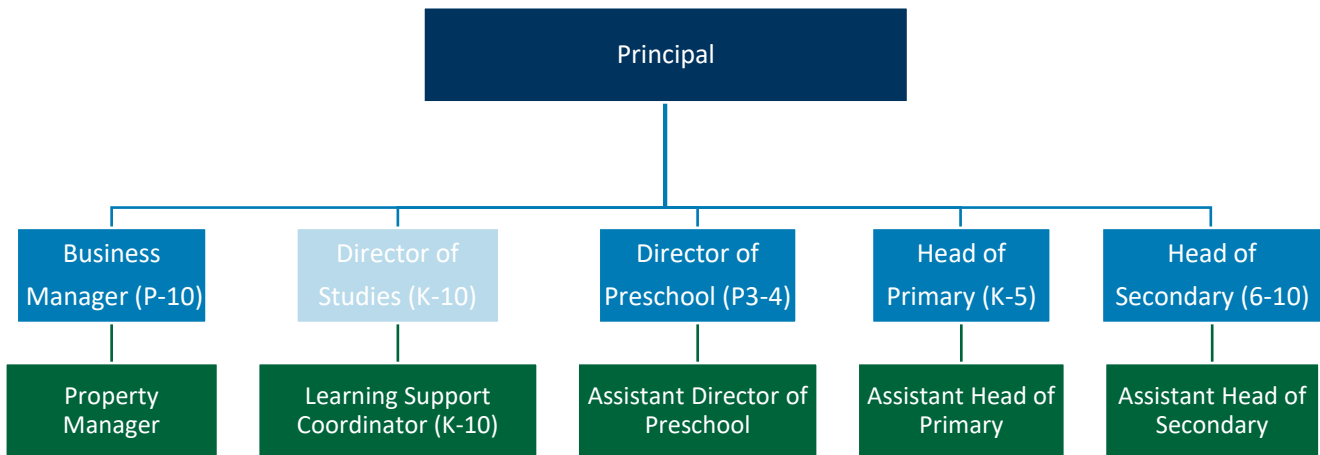 Principal
Business
Manager (P-10)
Director of
Studies (K-10)
Director of
Preschool (P3-4)
Head of
Primary (K-5)
Head of
Secondary (6-10)
Property
Manager
Learning Support
Coordinator (K-10)
Assistant Director of
Preschool
Assistant Head of
Primary
Assistant Head of
Secondary